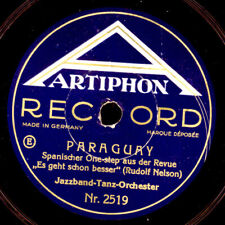 ARTIPHON
RECORD
MADE IN GERMANY MARQUE DÉPOSÉE
PARAGUAY
E Spanischer One-step aus der Revue
„Es geht schon besser" (Rudolf Nelson)
Jazzband-Tanz-Orchester
Nr. 2519